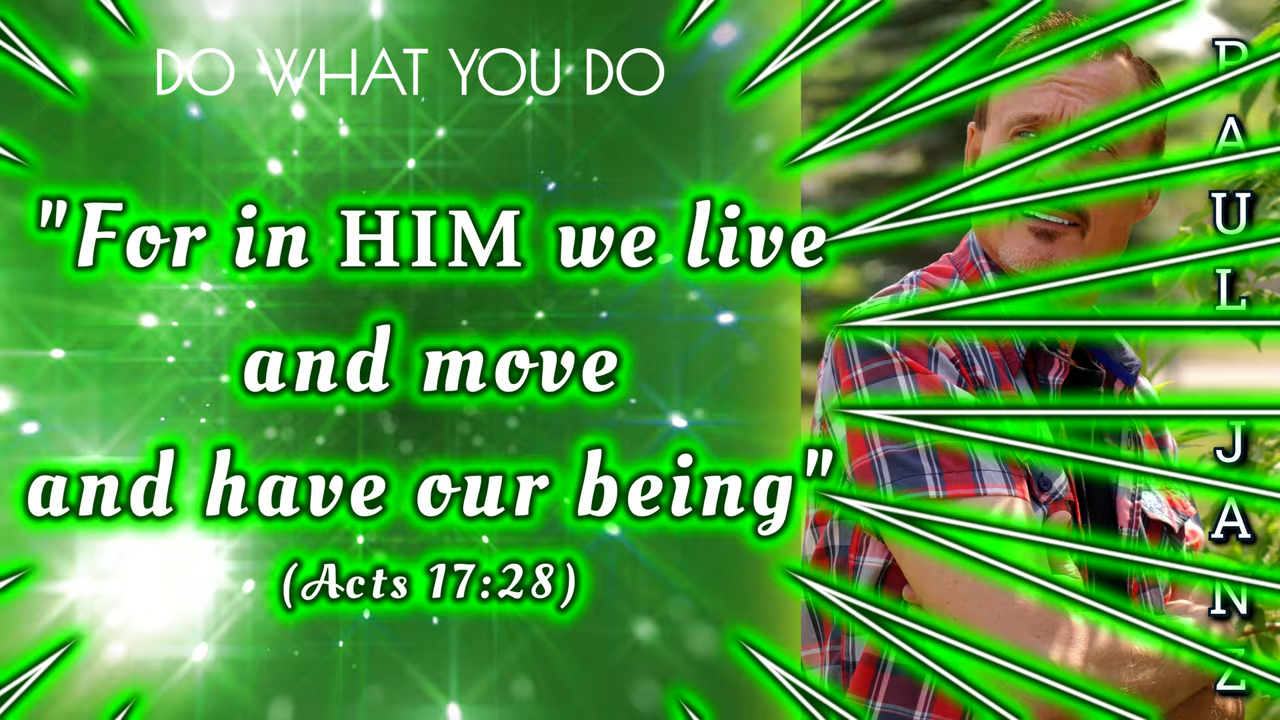 DO WHAT YOU DO
"For in HIM we live
and move
and have our being"
(Acts 17:28)
PAUL JANZ